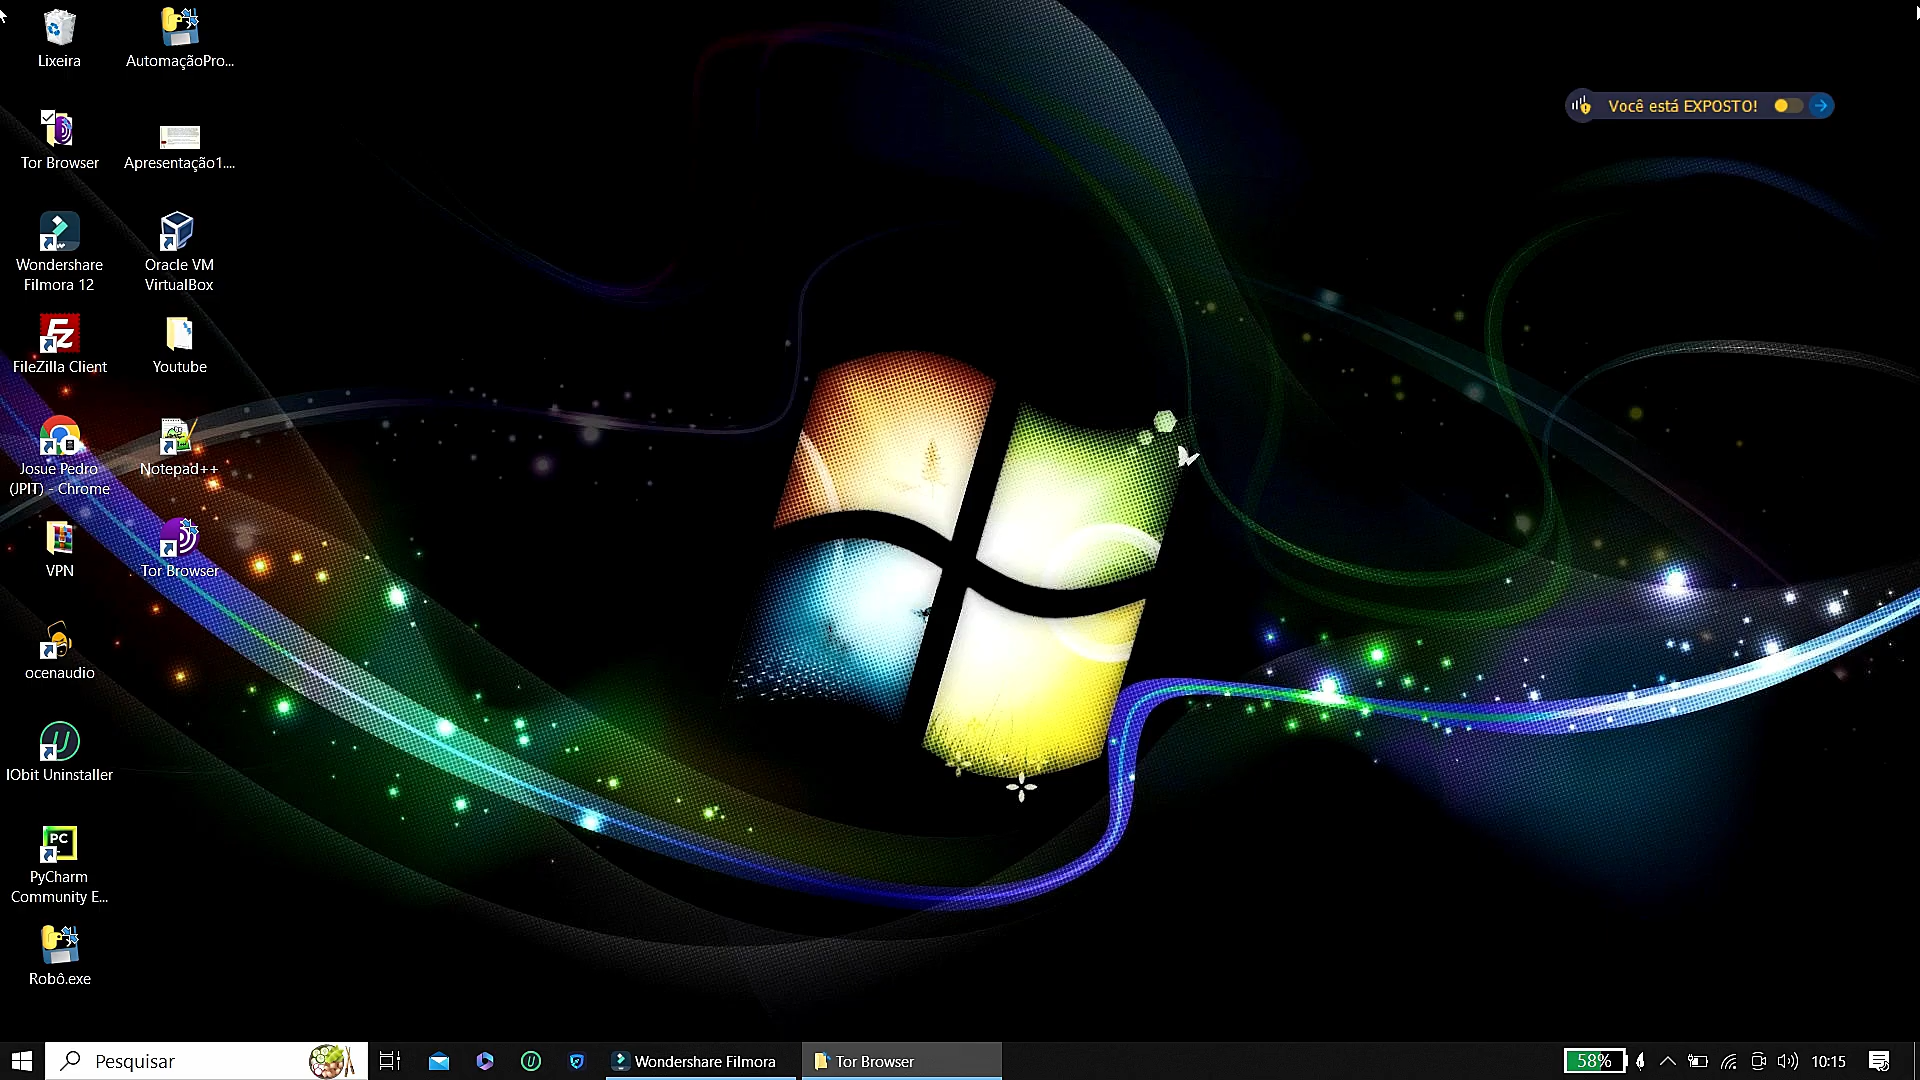 Lixeira
AutomaçãoPro...
Você está EXPOSTO!
Tor Browser
Apresentação1....
Wondershare
Filmora 12
Oracle VM
VirtualBox
FileZilla Client
Youtube
Josue Pedro
(JPIT) - Chrome
Notepad++
VPN
Tor Browser
ocenaudio
IObit Uninstaller
PC
PyCharm
Community E...
Robô.exe
Pesquisar
Wondershare Filmora
Tor Browser
58%
10:15